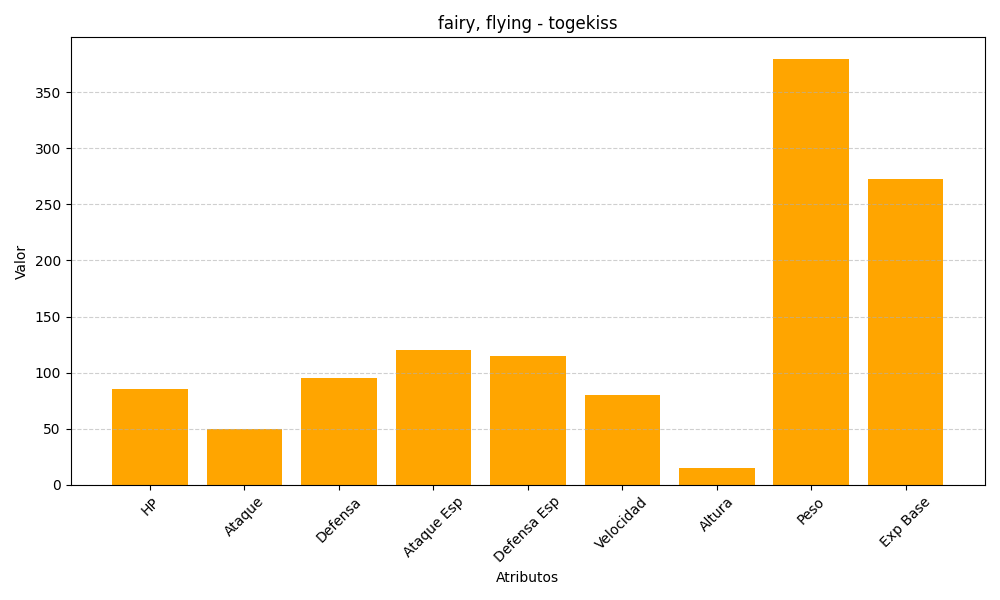 fairy, flying - togekiss
Valor
350
300
250
200
150
100
50
0
HP
Ataque
Defensa
Ataque Esp
Defensa Esp
Velocidad
Altura
Peso
Exp Base
Atributos